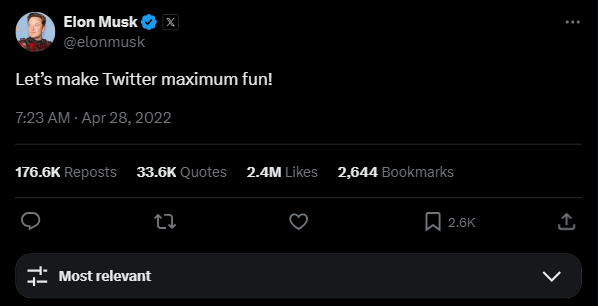 Elon Musk X
@elonmusk
Let’s make Twitter maximum fun!
7:23 AM · Apr 28, 2022
176.6K Reposts 33.6K Quotes 2.4M Likes 2,644 Bookmarks
2.6K
Most relevant